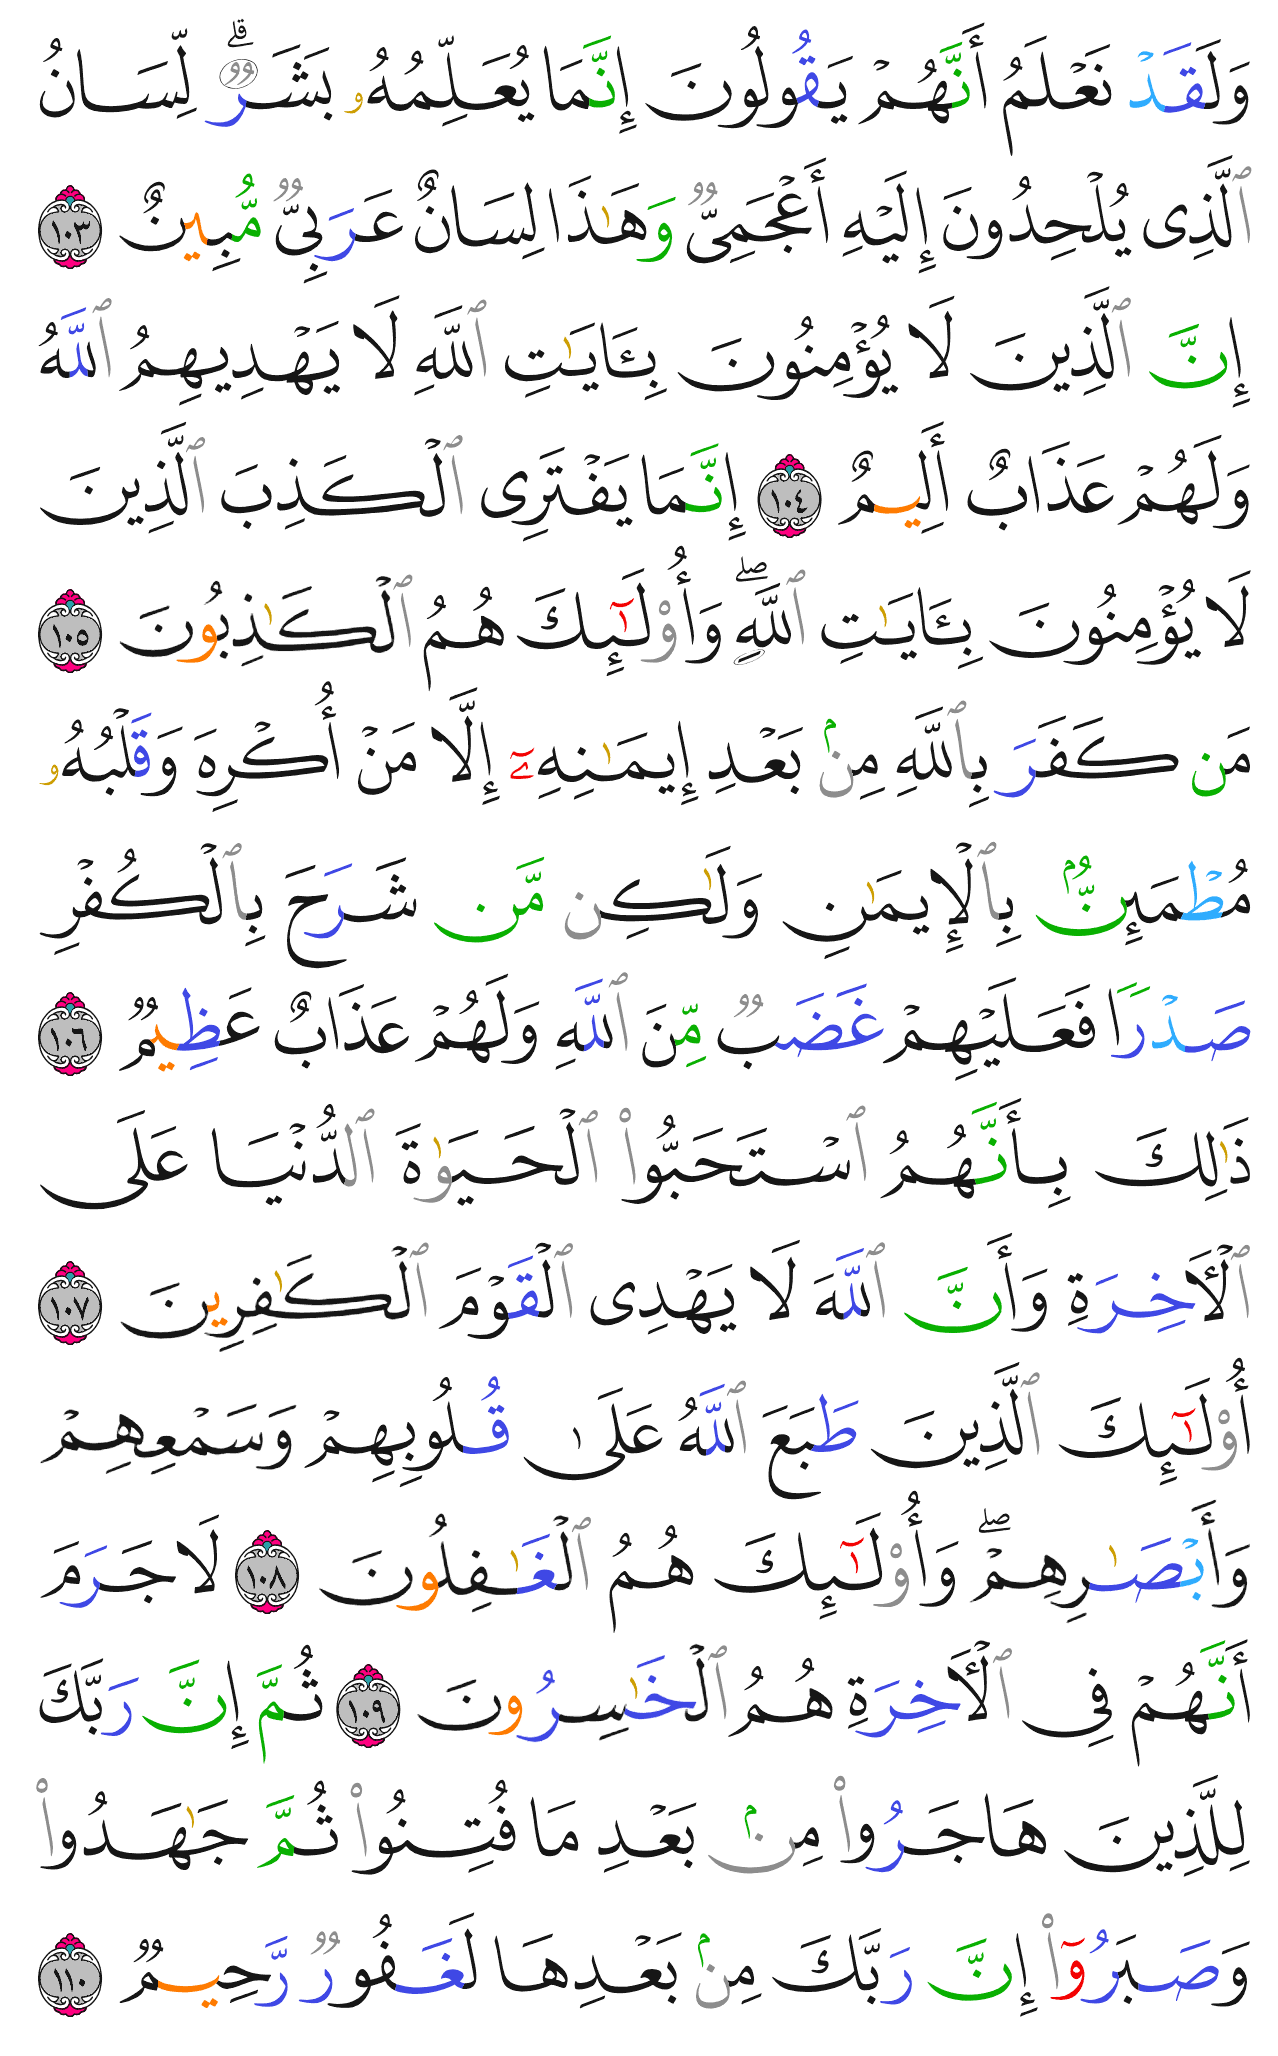 وَلَقَدۡ نَعۡلَمُ أَنَّهُمۡ يَقُولُونَ إِنَّمَا يُعَلِّمُهُۥ بَشَرٞۗ لِّسَانُ
ٱلَّذِي يُلۡحِدُونَ إِلَيۡهِ أَعۡجَمِيّٞ وَهَٰذَا لِسَانٌ عَرَبِيّٞ مُّبِينٌ ١٠٣
إِنَّ ٱلَّذِينَ لَا يُؤۡمِنُونَ بِـَٔايَٰتِ ٱللَّهِ لَا يَهۡدِيهِمُ ٱللَّهُ
وَلَهُمۡ عَذَابٌ أَلِيمٌ ١٠٤ إِنَّمَا يَفۡتَرِي ٱلۡكَذِبَ ٱلَّذِينَ
لَا يُؤۡمِنُونَ بِـَٔايَٰتِ ٱللَّهِۖ وَأُوْلَٰٓئِكَ هُمُ ٱلۡكَٰذِبُونَ ١٠٥
مَن كَفَرَ بِٱللَّهِ مِنۢ بَعۡدِ إِيمَٰنِهِۦٓ إِلَّا مَنۡ أُكۡرِهَ وَقَلۡبُهُۥ
مُطۡمَئِنُّۢ بِٱلۡإِيمَٰنِ وَلَٰكِن مَّن شَرَحَ بِٱلۡكُفۡرِ
صَدۡرٗا فَعَلَيۡهِمۡ غَضَبٞ مِّنَ ٱللَّهِ وَلَهُمۡ عَذَابٌ عَظِيمٞ ١٠٦
ذَٰلِكَ بِأَنَّهُمُ ٱسۡتَحَبُّواْ ٱلۡحَيَوٰةَ ٱلدُّنۡيَا عَلَى
ٱلۡأٓخِرَةِ وَأَنَّ ٱللَّهَ لَا يَهۡدِي ٱلۡقَوۡمَ ٱلۡكَٰفِرِينَ ١٠٧
أُوْلَٰٓئِكَ ٱلَّذِينَ طَبَعَ ٱللَّهُ عَلَىٰ قُلُوبِهِمۡ وَسَمۡعِهِمۡ
وَأَبۡصَٰرِهِمۡۖ وَأُوْلَٰٓئِكَ هُمُ ٱلۡغَٰفِلُونَ ١٠٨ لَا جَرَمَ
أَنَّهُمۡ فِي ٱلۡأٓخِرَةِ هُمُ ٱلۡخَٰسِرُونَ ١٠٩ ثُمَّ إِنَّ رَبَّكَ
لِلَّذِينَ هَاجَرُواْ مِنۢ بَعۡدِ مَا فُتِنُواْ ثُمَّ جَٰهَدُواْ
وَصَبَرُوٓاْ إِنَّ رَبَّكَ مِنۢ بَعۡدِهَا لَغَفُورٞ رَّحِيمٞ ١١٠